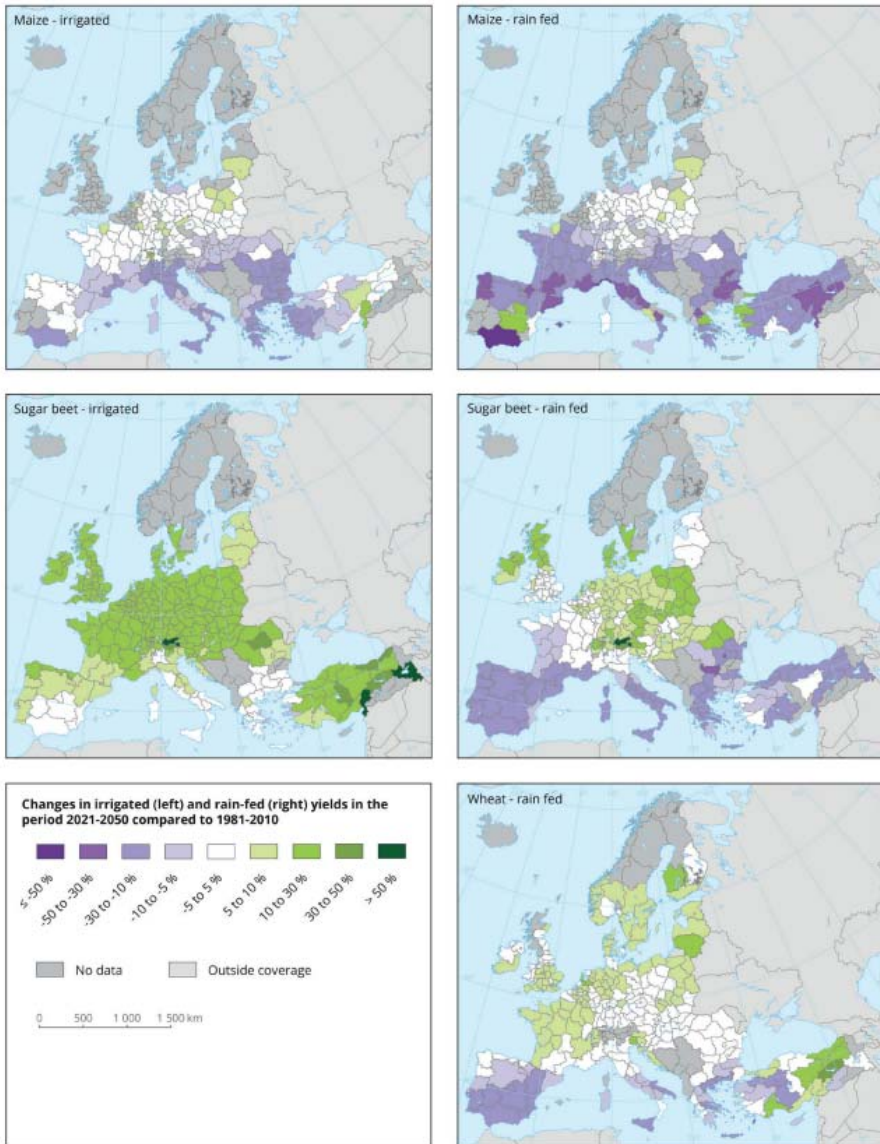 Maize - irrigated
Maize - rain fed
Sugar beet - irrigated
Sugar beet - rain fed
Changes in irrigated (left) and rain-fed (right) yields in the
period 2021-2050 compared to 1981-2010
≤ -50 %
-50 to -30 %
-30 to -10 %
-10 to -5 %
-5 to 5 %
5 to 10 %
10 to 30 %
30 to 50 %
> 50 %
No data
Outside coverage
0 500 1 000 1 500 km
Wheat - rain fed